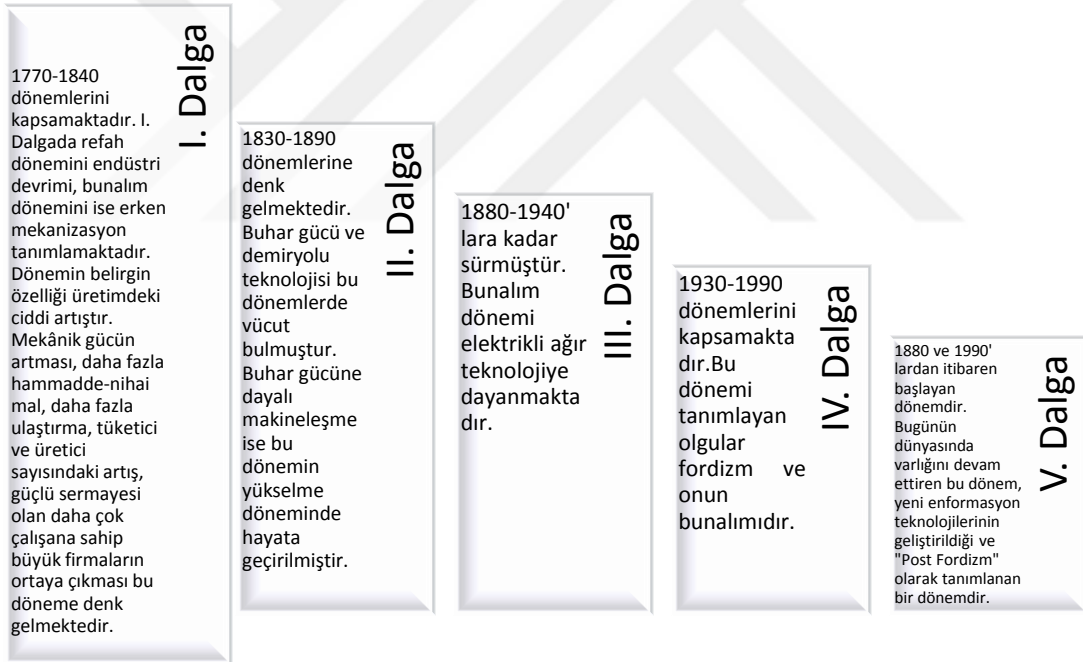 I. Dalga
1770-1840
dönemlerini
kapsamaktadır. I.
Dalgada refah
dönemini endüstri
devrimi, bunalım
dönemini ise erken
mekanizasyon
tanımlamaktadır.
Dönemin belirgin
özelliği üretimdeki
ciddi artıştır.
Mekânik gücün
artması, daha fazla
hammadde-nihai
mal, daha fazla
ulaştırma, tüketici
ve üretici
sayısındaki artış,
güçlü sermayesi
olan daha çok
çalışana sahip
büyük firmaların
ortaya çıkması bu
döneme denk
gelmektedir.
II. Dalga
1830-1890
dönemlerine
denk
gelmektedir.
Buhar gücü ve
demiryolu
teknolojisi bu
dönemlerde
vücut
bulmuştur.
Buhar gücüne
dayalı
makineleşme
ise bu
dönemin
yükselme
döneminde
hayata
geçirilmiştir.
III. Dalga
1880-1940'
lara kadar
sürmüştür.
Bunalım
dönemi
elektrikli ağır
teknolojiye
dayanmakta
dır.
IV. Dalga
1930-1990
dönemlerini
kapsamakta
dır.Bu
dönemi
tanımlayan
olgular
fordizm ve
onun
bunalımıdır.
V. Dalga
1880 ve 1990'
lardan itibaren
başlayan
dönemdir.
Bugünün
dünyasında
varlığını devam
ettiren bu dönem,
yeni enformasyon
teknolojilerinin
geliştirildiği ve
"Post Fordizm"
olarak tanımlanan
bir dönemdir.